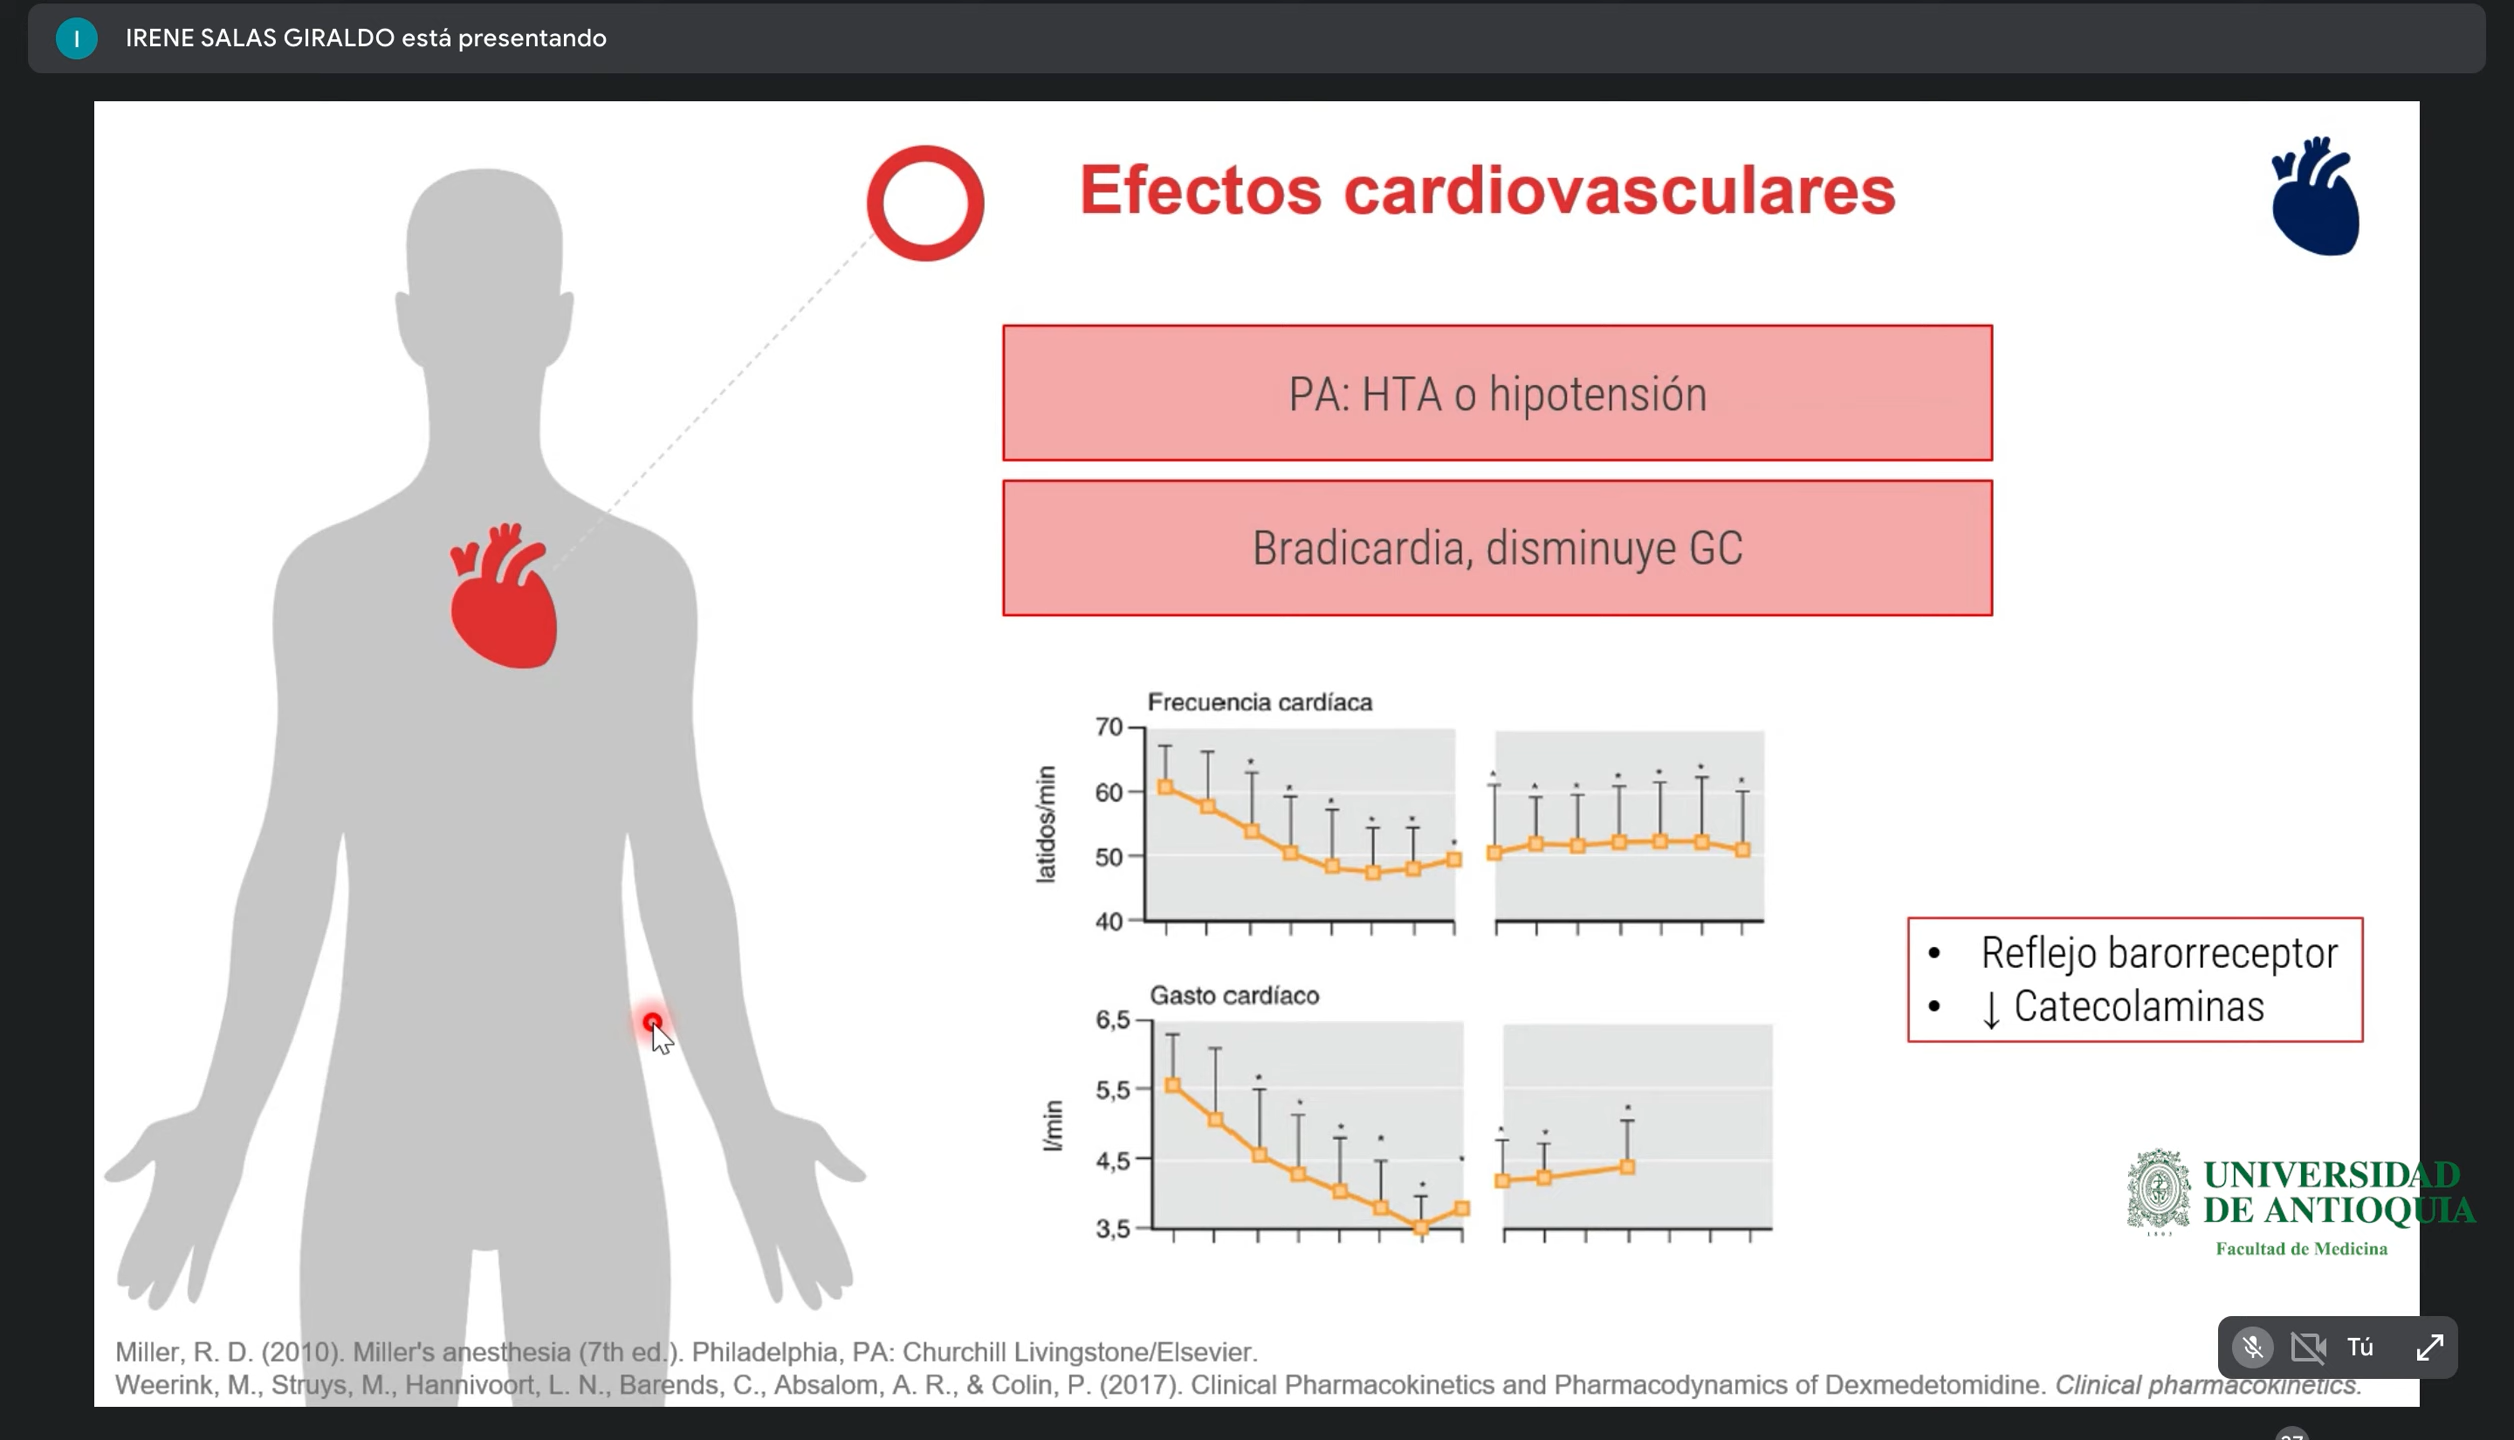 I
IRENE SALAS GIRALDO está presentando
Efectos cardiovasculares
PA: HTA o hipotensión
Bradicardia, disminuye GC
Frecuencia cardíaca
70
60
50
40
latidos/min
Gasto cardíaco
6,5
5,5
4,5
3,5
l/min
• Reflejo barorreceptor
• ↓ Catecolaminas
UNIVERSIDAD
DE ANTIOQUIA
1803
Facultad de Medicina
Tú
Miller, R. D. (2010). Miller's anesthesia (7th ed.). Philadelphia, PA: Churchill Livingstone/Elsevier.
Weerink, M., Struys, M., Hannivoort, L. N., Barends, C., Absalom, A. R., & Colin, P. (2017). Clinical Pharmacokinetics and Pharmacodynamics of Dexmedetomidine. Clinical pharmacokinetics.